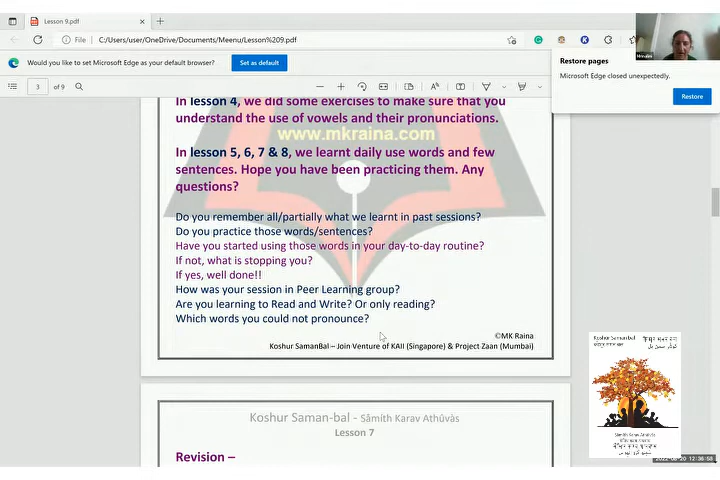 Lesson 9.pdf
File
C:/Users/user/OneDrive/Documents/Meenu/Lesson%209.pdf
Would you like to set Microsoft Edge as your default browser?
Set as default
Restore pages
Microsoft Edge closed unexpectedly.
Restore
3 of 9
In lesson 4, we did some exercises to make sure that you
understand the use of vowels and their pronunciations.
www.mkraina.com
In lesson 5, 6, 7 & 8, we learnt daily use words and few
sentences. Hope you have been practicing them. Any
questions?
Do you remember all/partially what we learnt in past sessions?
Do you practice those words/sentences?
Have you started using those words in your day-to-day routine?
If not, what is stopping you?
If yes, well done!!
How was your session in Peer Learning group?
Are you learning to Read and Write? Or only reading?
Which words you could not pronounce?
©MK Raina
Koshur SamanBal – Join Venture of KAII (Singapore) & Project Zaan (Mumbai)
Koshur Saman-bal - Såmith Karav Athūvås
Lesson 7
Revision –
Koshur Saman-bal
Såmith Karav Athūvås